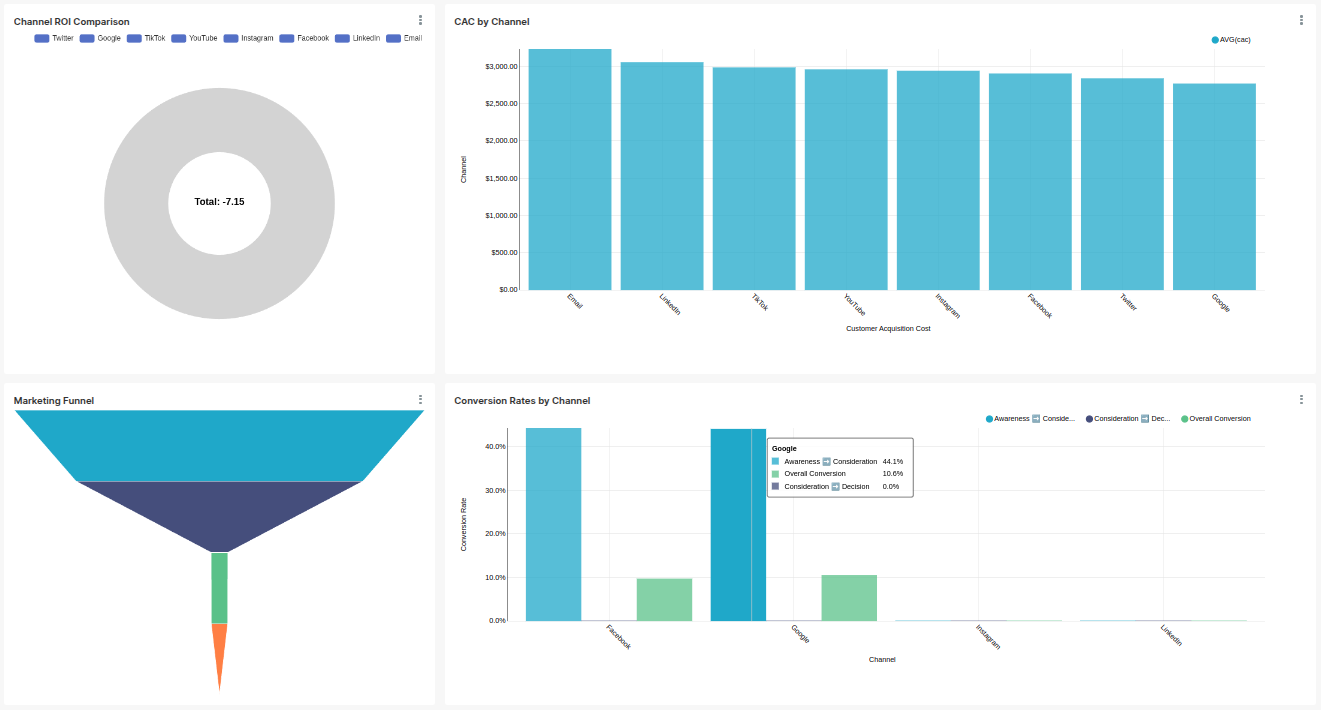 Channel ROI Comparison
Twitter Google TikTok YouTube Instagram Facebook LinkedIn Email
Total: -7.15
CAC by Channel
AVG(cac)
Channel
$3,000.00
$2,500.00
$2,000.00
$1,500.00
$1,000.00
$500.00
$0.00
Email LinkedIn TikTok YouTube Instagram Facebook Twitter Google
Customer Acquisition Cost
Marketing Funnel
Conversion Rates by Channel
Awareness ➡️ Conside... Consideration ➡️ Dec... Overall Conversion
Conversion Rate
40.0%
30.0%
20.0%
10.0%
0.0%
Google
Awareness ➡️ Consideration 44.1%
Overall Conversion 10.6%
Consideration ➡️ Decision 0.0%
Facebook Google Instagram LinkedIn
Channel